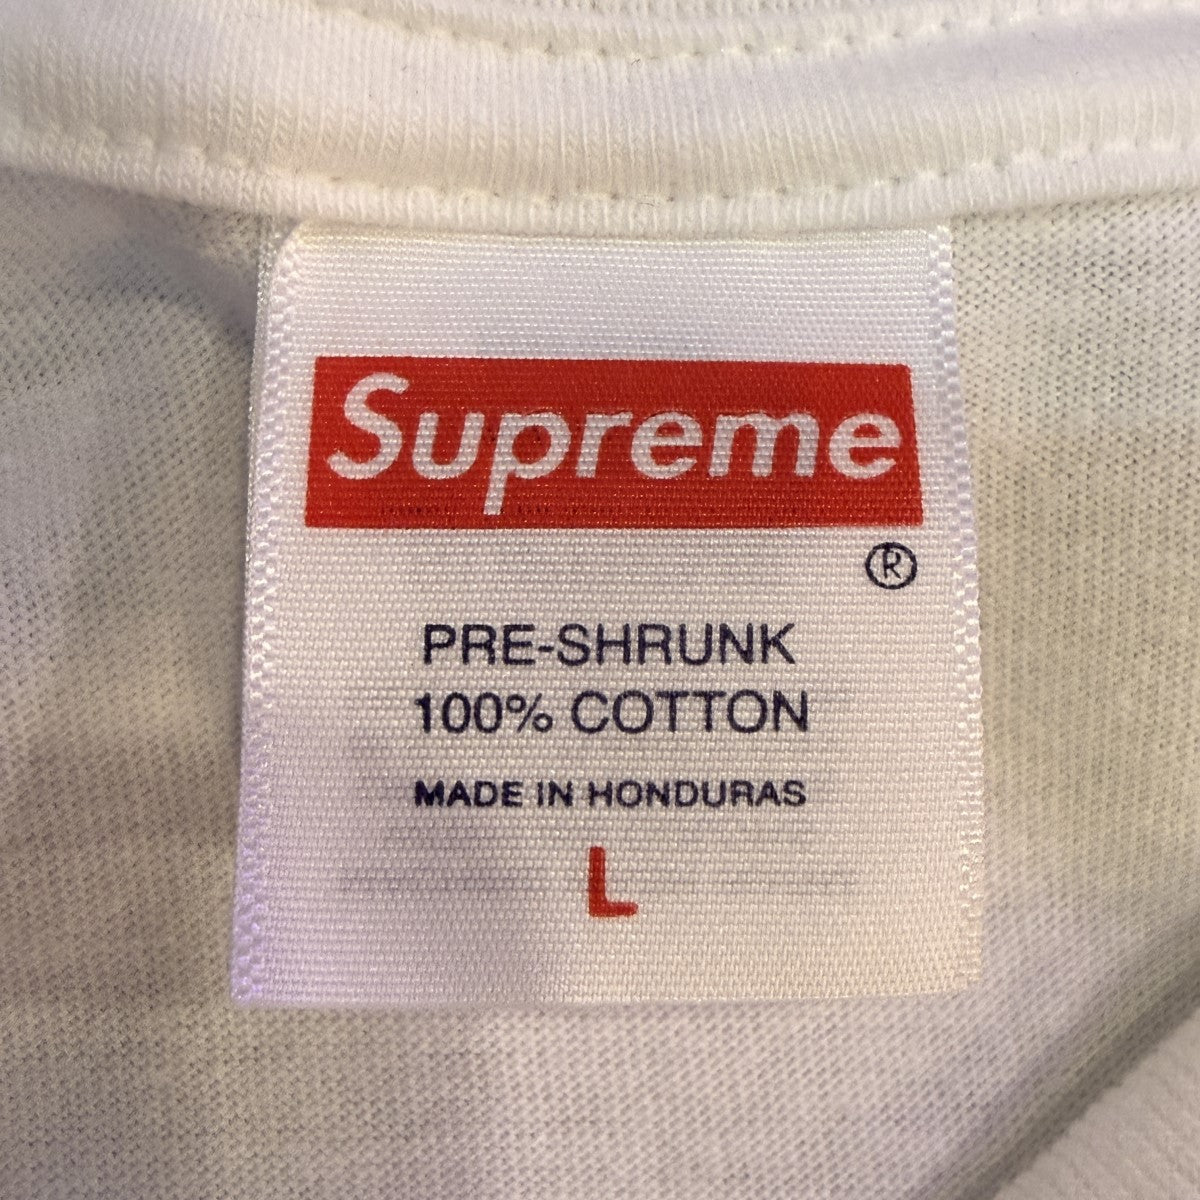 Supreme
®
PRE-SHRUNK
100% COTTON
MADE IN HONDURAS
L